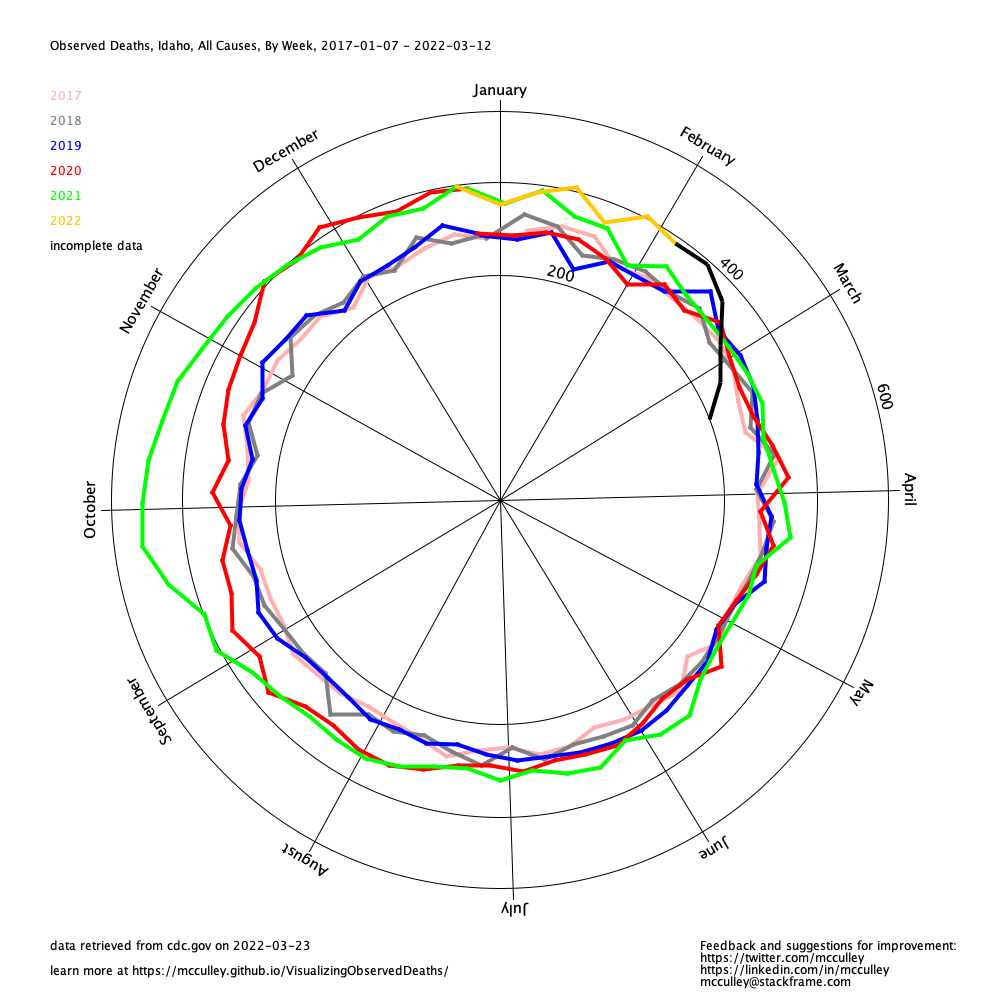 Observed Deaths, Idaho, All Causes, By Week, 2017-01-07 - 2022-03-12
2017
2018
2019
2020
2021
2022
incomplete data
January
February
March
April
May
June
July
August
September
October
November
December
200
400
600
data retrieved from cdc.gov on 2022-03-23
learn more at https://mcculley.github.io/VisualizingObservedDeaths/
Feedback and suggestions for improvement:
https://twitter.com/mcculley
https://linkedin.com/in/mcculley
mcculley@stackframe.com